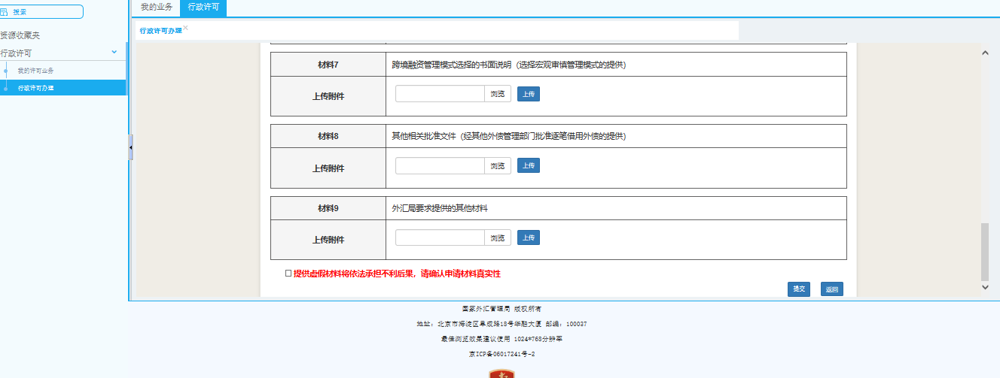 搜索
我的业务
行政许可
资源收藏夹
行政许可
我的许可业务
行政许可办理
行政许可办理
材料7
跨境融资管理模式选择的书面说明（选择宏观审慎管理模式的提供）
上传附件
浏览
上传
材料8
其他相关批准文件（经其他外债管理部门批准逐笔借用外债的提供）
上传附件
浏览
上传
材料9
外汇局要求提供的其他材料
上传附件
浏览
上传
提供虚假材料将依法承担不利后果，请确认申请材料真实性
提交
返回
国家外汇管理局 版权所有
地址：北京市海淀区阜成路18号华融大厦 邮编：100037
最佳浏览效果建议使用 1024*768分辨率
京ICP备06017241号-2